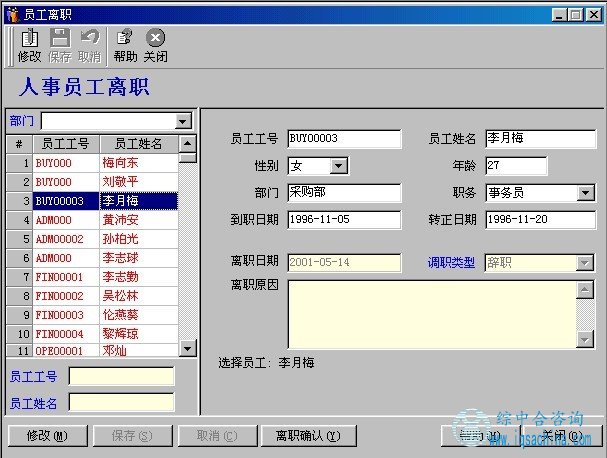 员工离职
修改 保存 取消 帮助 关闭
人事员工离职
部门
# 员工工号 员工姓名
1 BUY000 梅向东
2 BUY000 刘敬平
3 BUY00003 李月梅
4 ADM000 黄沛安
5 ADM00002 孙柏光
6 ADM000 李志球
7 FIN00001 李志勤
8 FIN00002 吴松林
9 FIN00003 伦燕葵
10 FIN00004 黎辉琼
11 OPE00001 邓灿
员工工号
员工姓名
员工工号 BUY00003 员工姓名 李月梅
性别 女 年龄 27
部门 采购部 职务 事务员
到职日期 1996-11-05 转正日期 1996-11-20
离职日期 2001-05-14 调职类型 辞职
离职原因
选择员工: 李月梅
修改(M) 保存(S) 取消(C) 离职确认(Y) (H) 关闭(Q)
综中合咨询